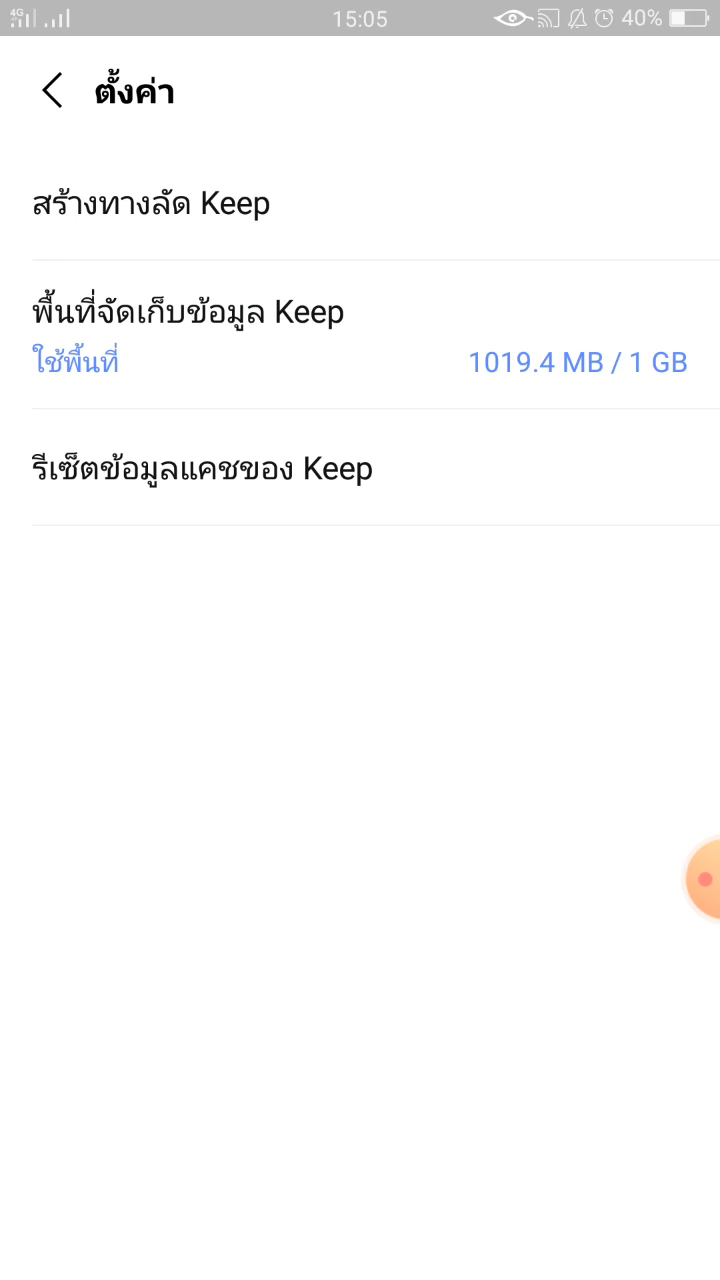 4G 15:05 40%
ตั้งค่า
สร้างทางลัด Keep
พื้นที่จัดเก็บข้อมูล Keep
ใช้พื้นที่ 1019.4 MB / 1 GB
รีเซ็ตข้อมูลแคชของ Keep